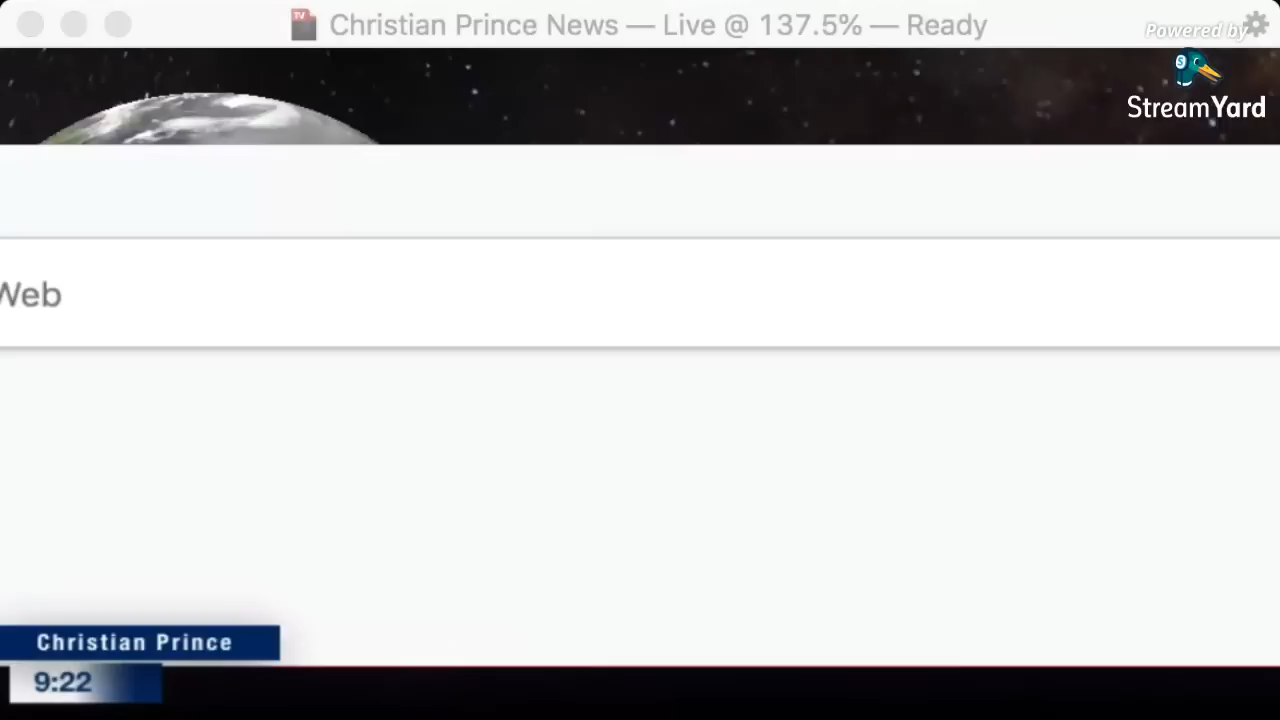 Christian Prince News — Live @ 137.5% — Ready
Powered by
StreamYard
Web
Christian Prince
9:22